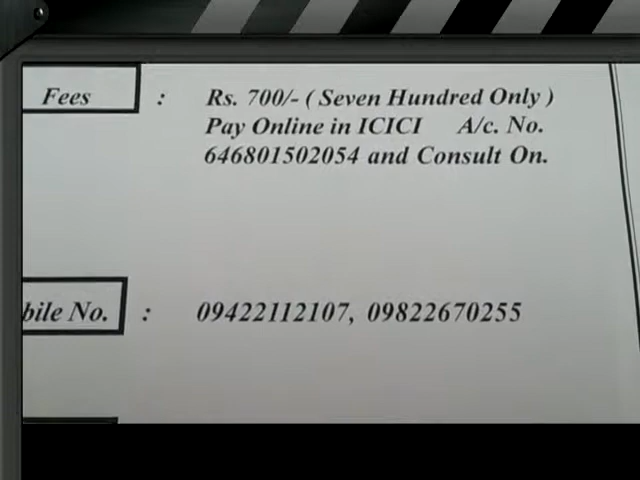 Fees : Rs. 700/- ( Seven Hundred Only )
Pay Online in ICICI A/c. No.
646801502054 and Consult On.
bile No. : 09422112107, 09822670255